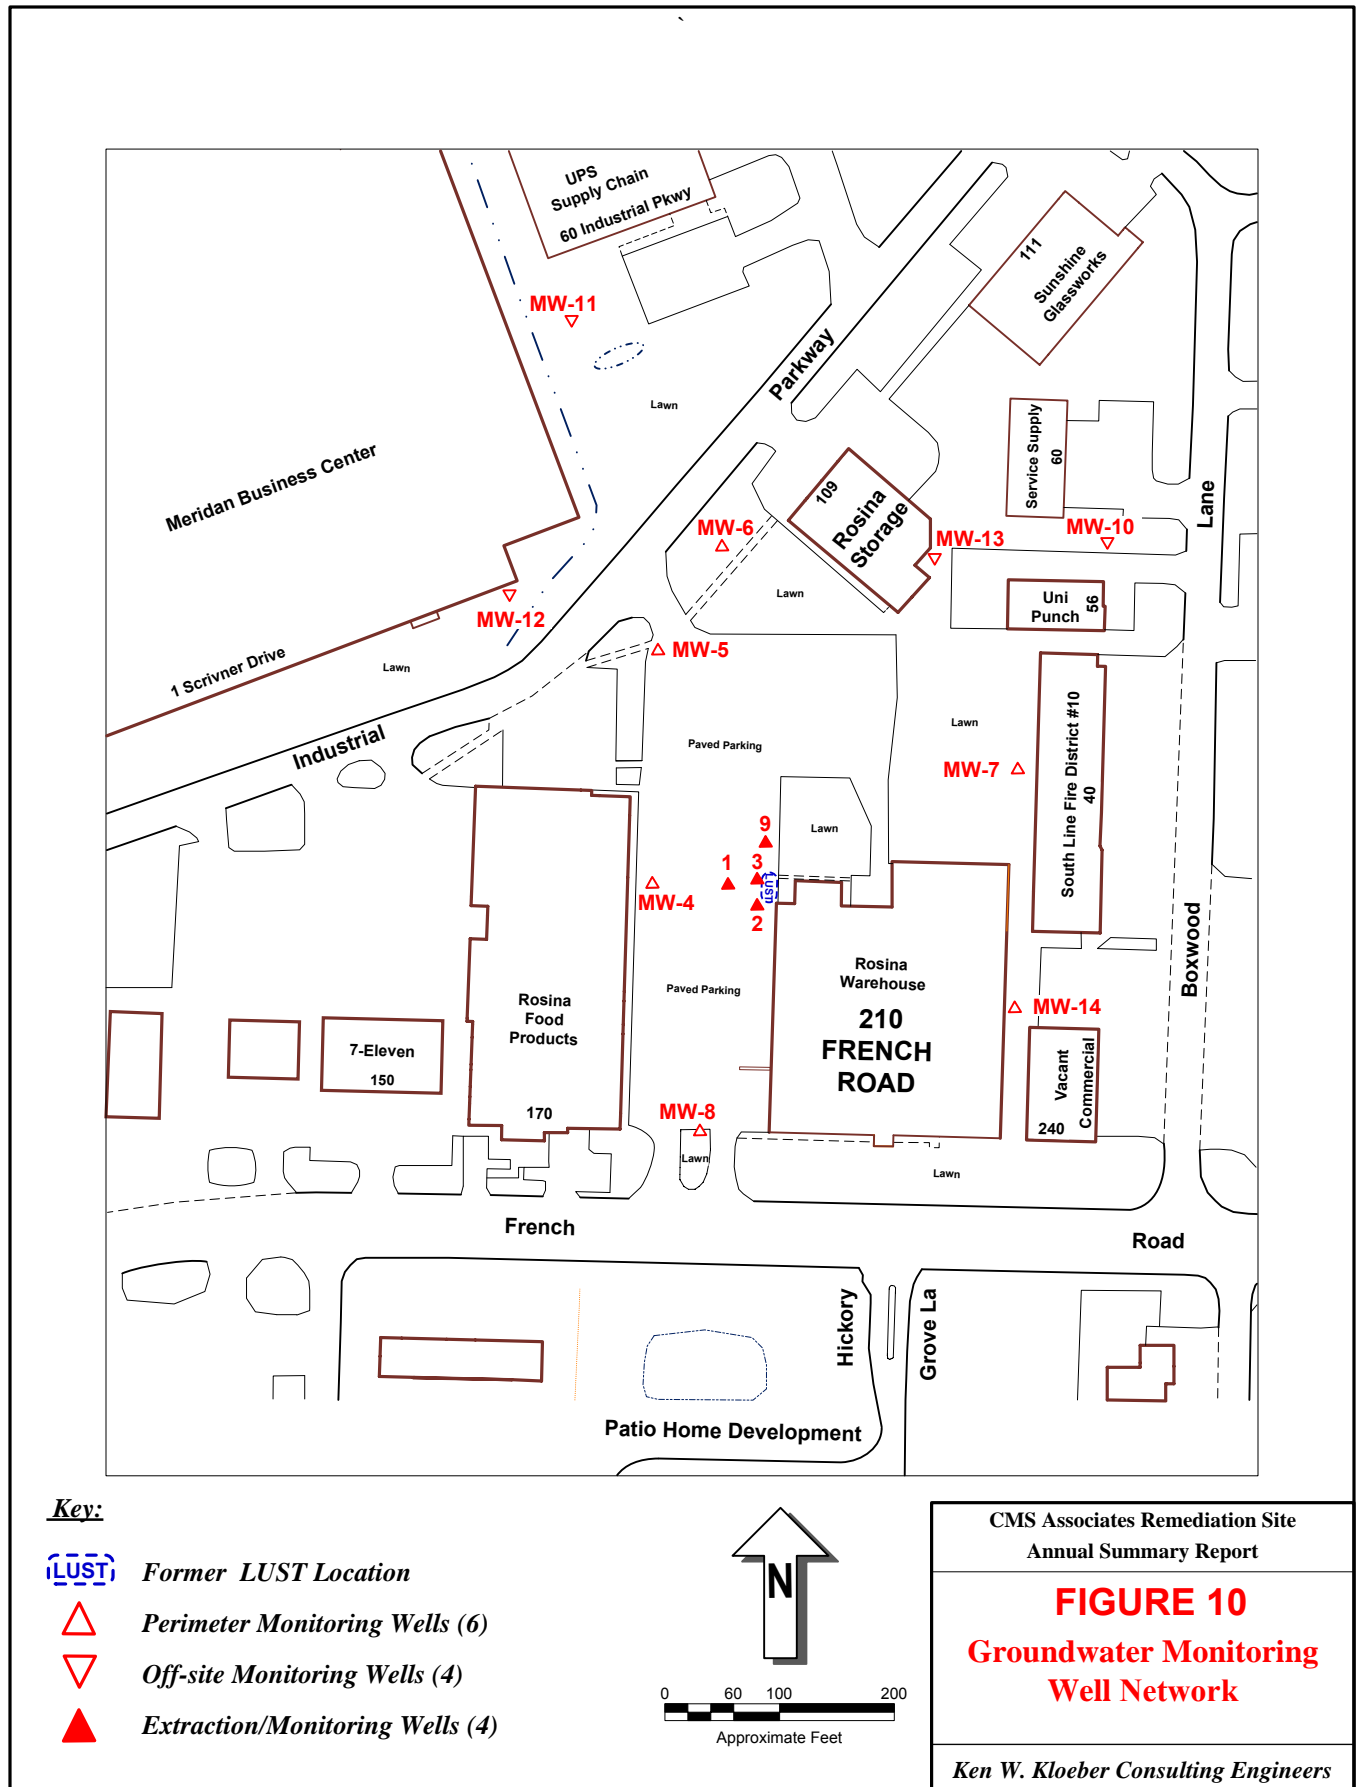 `
UPS
Supply Chain
60 Industrial Pkwy
111
Sunshine
Glassworks
MW-11
Parkway
Lawn
Meridan Business Center
Service Supply
60
109
Rosina
Storage
Lane
MW-6
MW-13
MW-10
Lawn
Uni
Punch
56
MW-12
MW-5
1 Scrivner Drive
Lawn
Industrial
Paved Parking
Lawn
South Line Fire District #10
40
MW-7
9
Lawn
1
3
LUST
MW-4
2
Boxwood
Rosina
Warehouse
210
FRENCH
ROAD
Paved Parking
Rosina
Food
Products
170
MW-14
7-Eleven
150
Vacant
Commercial
240
MW-8
Lawn
Lawn
French
Road
Hickory
Grove La
Patio Home Development
Key:
LUST
Former LUST Location
Perimeter Monitoring Wells (6)
Off-site Monitoring Wells (4)
Extraction/Monitoring Wells (4)
N
0 60 100 200
Approximate Feet
CMS Associates Remediation Site
Annual Summary Report
FIGURE 10
Groundwater Monitoring
Well Network
Ken W. Kloeber Consulting Engineers